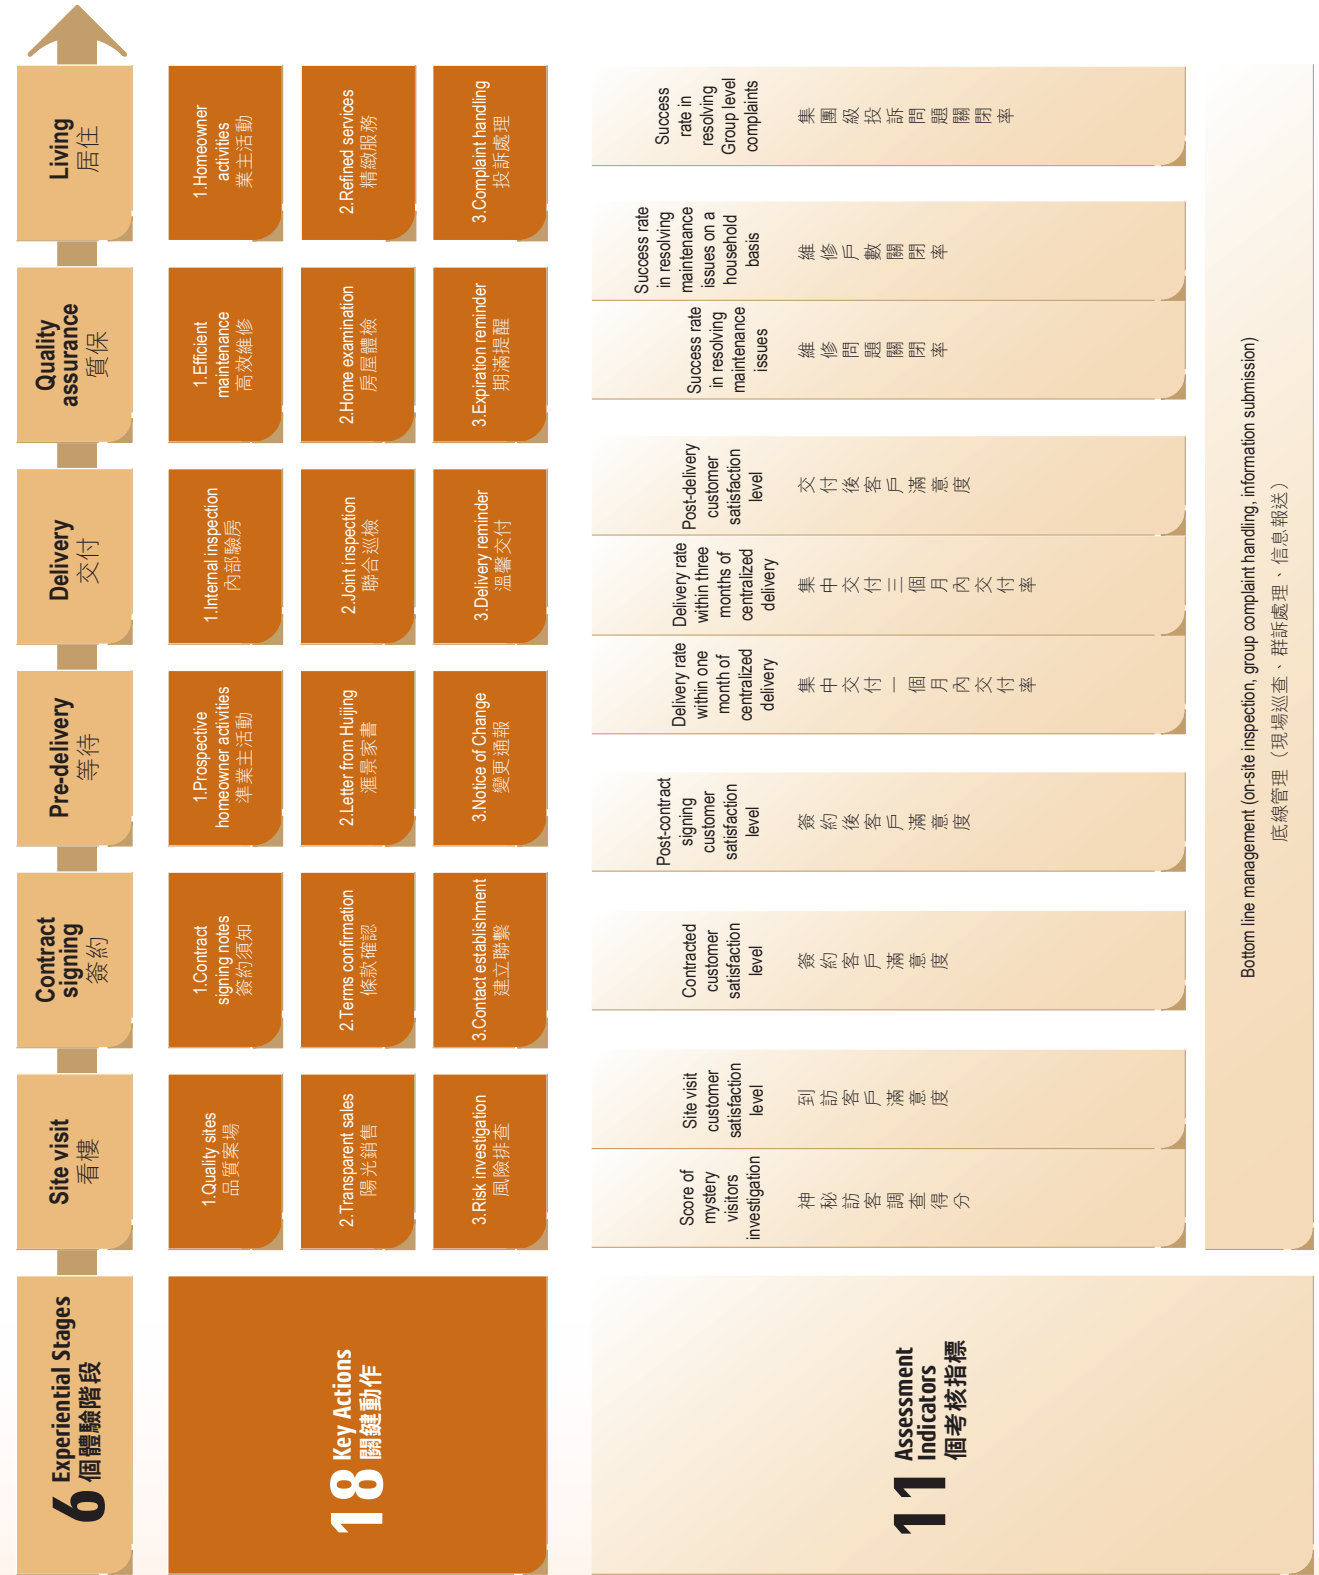 6
Experiential Stages
個體驗階段
Site visit
看樓
Contract
signing
簽約
Pre-delivery
等待
Delivery
交付
Quality
assurance
質保
Living
居住
18
Key Actions
關鍵動作
1.Quality sites
品質案場
1.Contract
signing notes
簽約須知
1.Prospective
homeowner activities
準業主活動
1.Internal inspection
內部驗房
1.Efficient
maintenance
高效維修
1.Homeowner
activities
業主活動
2.Transparent sales
陽光銷售
2.Terms confirmation
條款確認
2.Letter from Huijing
滙景家書
2.Joint inspection
聯合巡檢
2.Home examination
房屋體檢
2.Refined services
精緻服務
3.Risk investigation
風險排查
3.Contact establishment
建立聯繫
3.Notice of Change
變更通報
3.Delivery reminder
溫馨交付
3.Expiration reminder
期滿提醒
3.Complaint handling
投訴處理
11
Assessment
Indicators
個考核指標
Score of
mystery
visitors
investigation
神秘訪客調查得分
Site visit
customer
satisfaction
level
到訪客戶滿意度
Contracted
customer
satisfaction
level
簽約客戶滿意度
Post-contract
signing
customer
satisfaction
level
簽約後客戶滿意度
Delivery rate
within one
month of
centralized
delivery
集中交付一個月內交付率
Delivery rate
within three
months of
centralized
delivery
集中交付三個月內交付率
Post-delivery
customer
satisfaction
level
交付後客戶滿意度
Success rate
in resolving
maintenance
issues
維修問題關閉率
Success rate
in resolving
maintenance
issues on a
household
basis
維修戶數關閉率
Success
rate in
resolving
Group level
complaints
集團級投訴問題關閉率
Bottom line management (on-site inspection, group complaint handling, information submission)
底線管理（現場巡查、群訴處理、信息報送）